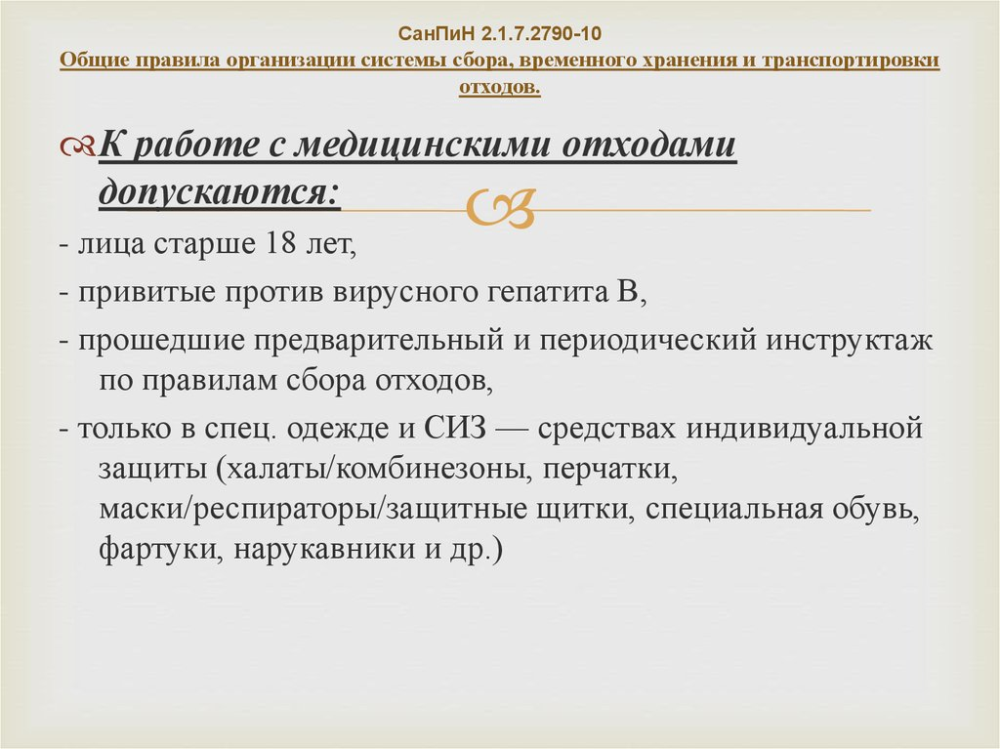 СанПиН 2.1.7.2790-10
Общие правила организации системы сбора, временного хранения и транспортировки
отходов.
К работе с медицинскими отходами
допускаются:
- лица старше 18 лет,
- привитые против вирусного гепатита В,
- прошедшие предварительный и периодический инструктаж
по правилам сбора отходов,
- только в спец. одежде и СИЗ — средствах индивидуальной
защиты (халаты/комбинезоны, перчатки,
маски/респираторы/защитные щитки, специальная обувь,
фартуки, нарукавники и др.)